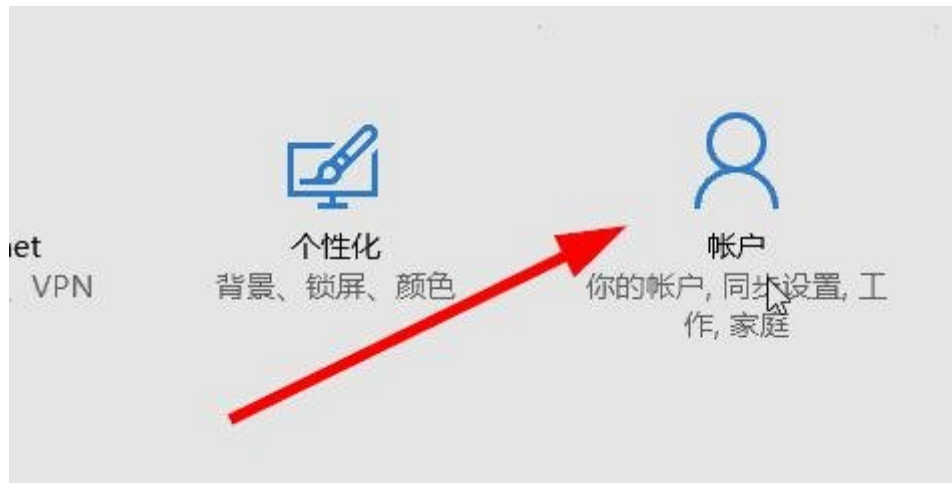 et
VPN
个性化
背景、锁屏、颜色
帐户
你的帐户, 同步设置, 工
作, 家庭